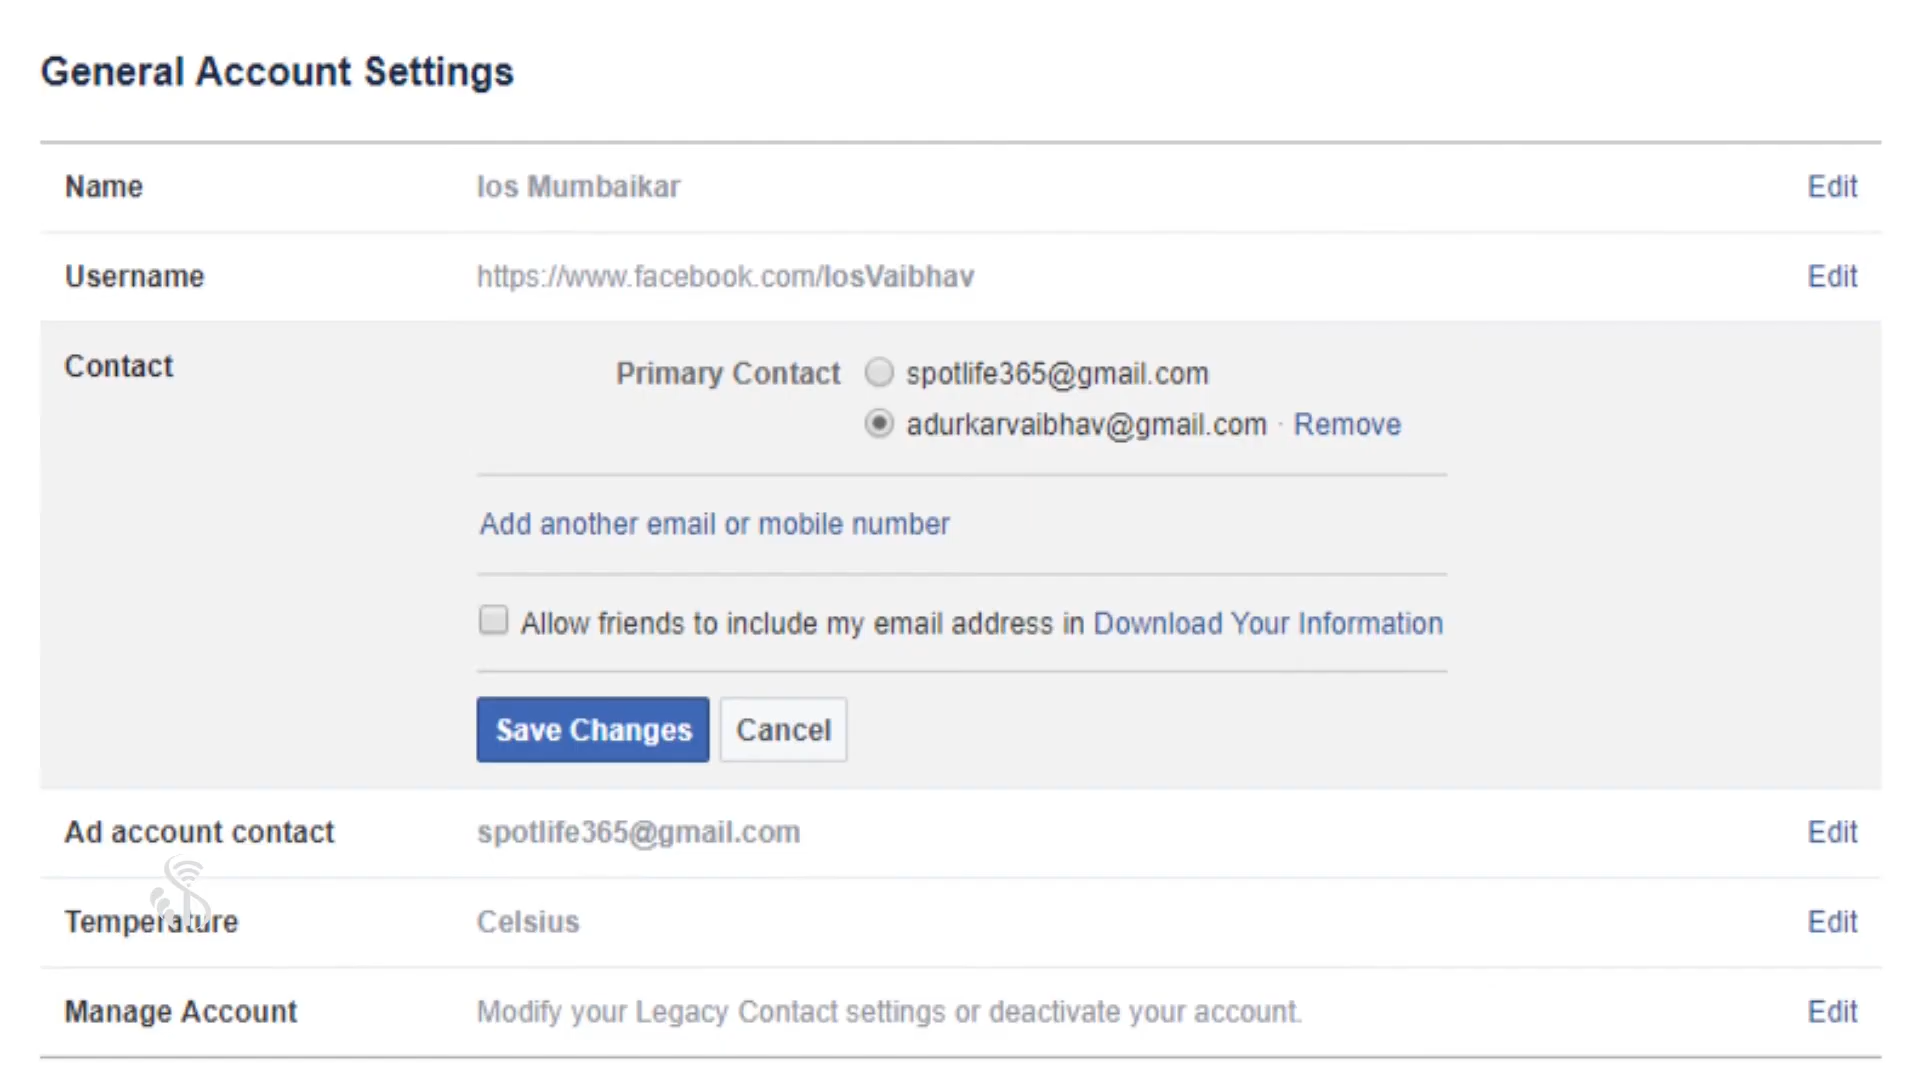 General Account Settings
Name Ios Mumbaikar Edit
Username https://www.facebook.com/IosVaibhav Edit
Contact Primary Contact spotlife365@gmail.com
adurkarvaibhav@gmail.com · Remove
Add another email or mobile number
Allow friends to include my email address in Download Your Information
Save Changes Cancel
Ad account contact spotlife365@gmail.com Edit
Temperature Celsius Edit
Manage Account Modify your Legacy Contact settings or deactivate your account. Edit